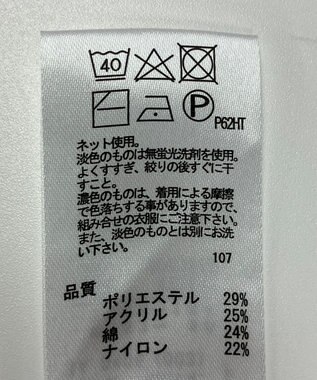 40
P
P62HT
ネット使用。
淡色のものは無蛍光洗剤を使用。
よくすすぎ、絞りの後すぐに干
すこと。
濃色のものは、着用による摩擦
で色落ちする事がありますので、
組み合せの衣服にご注意下さい。
また、淡色のものとは別にお洗
い下さい。
107
品質
ポリエステル 29%
アクリル 25%
綿 24%
ナイロン 22%